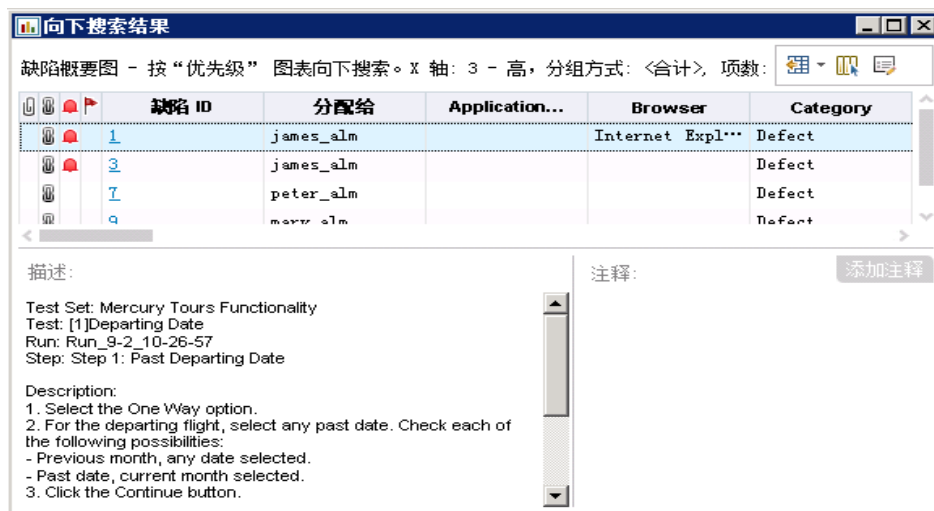 向下搜索结果
缺陷概要图 - 按“优先级” 图表向下搜索。X 轴: 3 - 高, 分组方式: <合计>, 项数:
缺陷 ID 分配给 Application... Browser Category
1 james_alm Internet Expl... Defect
3 james_alm Defect
7 peter_alm Defect
9 mary_alm Defect
描述: 注释: 添加注释
Test Set: Mercury Tours Functionality
Test: [1]Departing Date
Run: Run_9-2_10-26-57
Step: Step 1: Past Departing Date
Description:
1. Select the One Way option.
2. For the departing flight, select any past date. Check each of
the following possibilities:
- Previous month, any date selected.
- Past date, current month selected.
3. Click the Continue button.